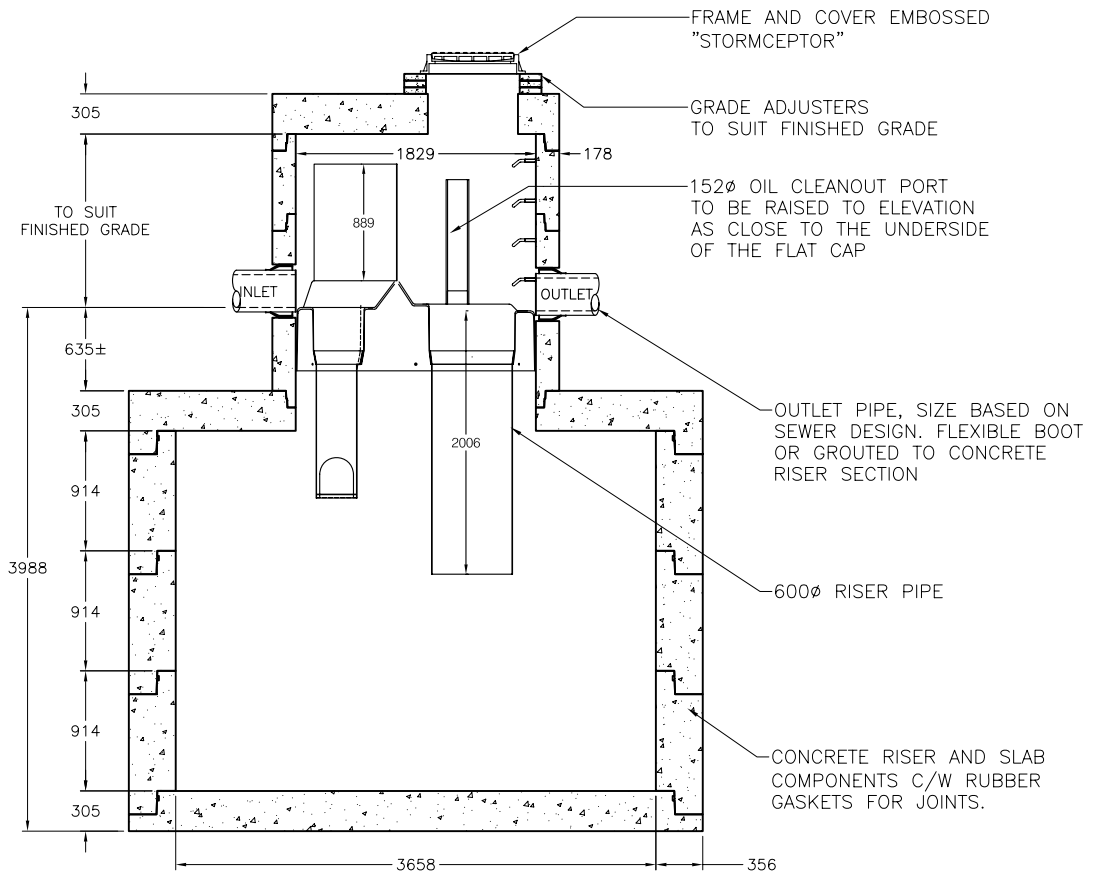 FRAME AND COVER EMBOSSED
"STORMCEPTOR"
305
GRADE ADJUSTERS
TO SUIT FINISHED GRADE
1829
178
152ø OIL CLEANOUT PORT
TO BE RAISED TO ELEVATION
AS CLOSE TO THE UNDERSIDE
OF THE FLAT CAP
TO SUIT
FINISHED GRADE
889
INLET
OUTLET
635±
305
OUTLET PIPE, SIZE BASED ON
SEWER DESIGN. FLEXIBLE BOOT
OR GROUTED TO CONCRETE
RISER SECTION
2006
914
3988
914
600ø RISER PIPE
914
CONCRETE RISER AND SLAB
COMPONENTS C/W RUBBER
GASKETS FOR JOINTS.
305
3658
356